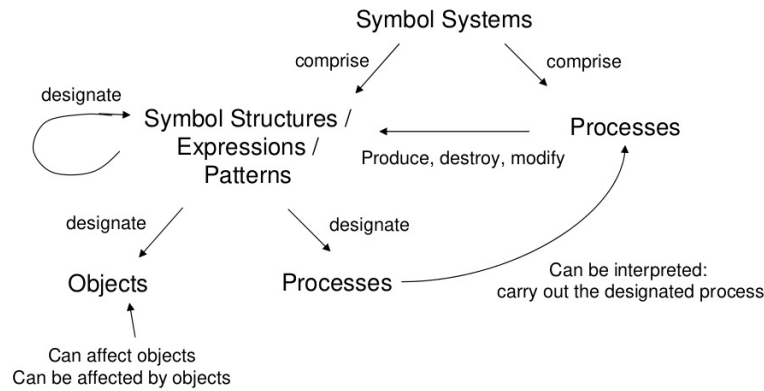 Symbol Systems
comprise
comprise
designate
Symbol Structures /
Expressions /
Patterns
Processes
Produce, destroy, modify
designate
designate
Objects
Processes
Can be interpreted:
carry out the designated process
Can affect objects
Can be affected by objects